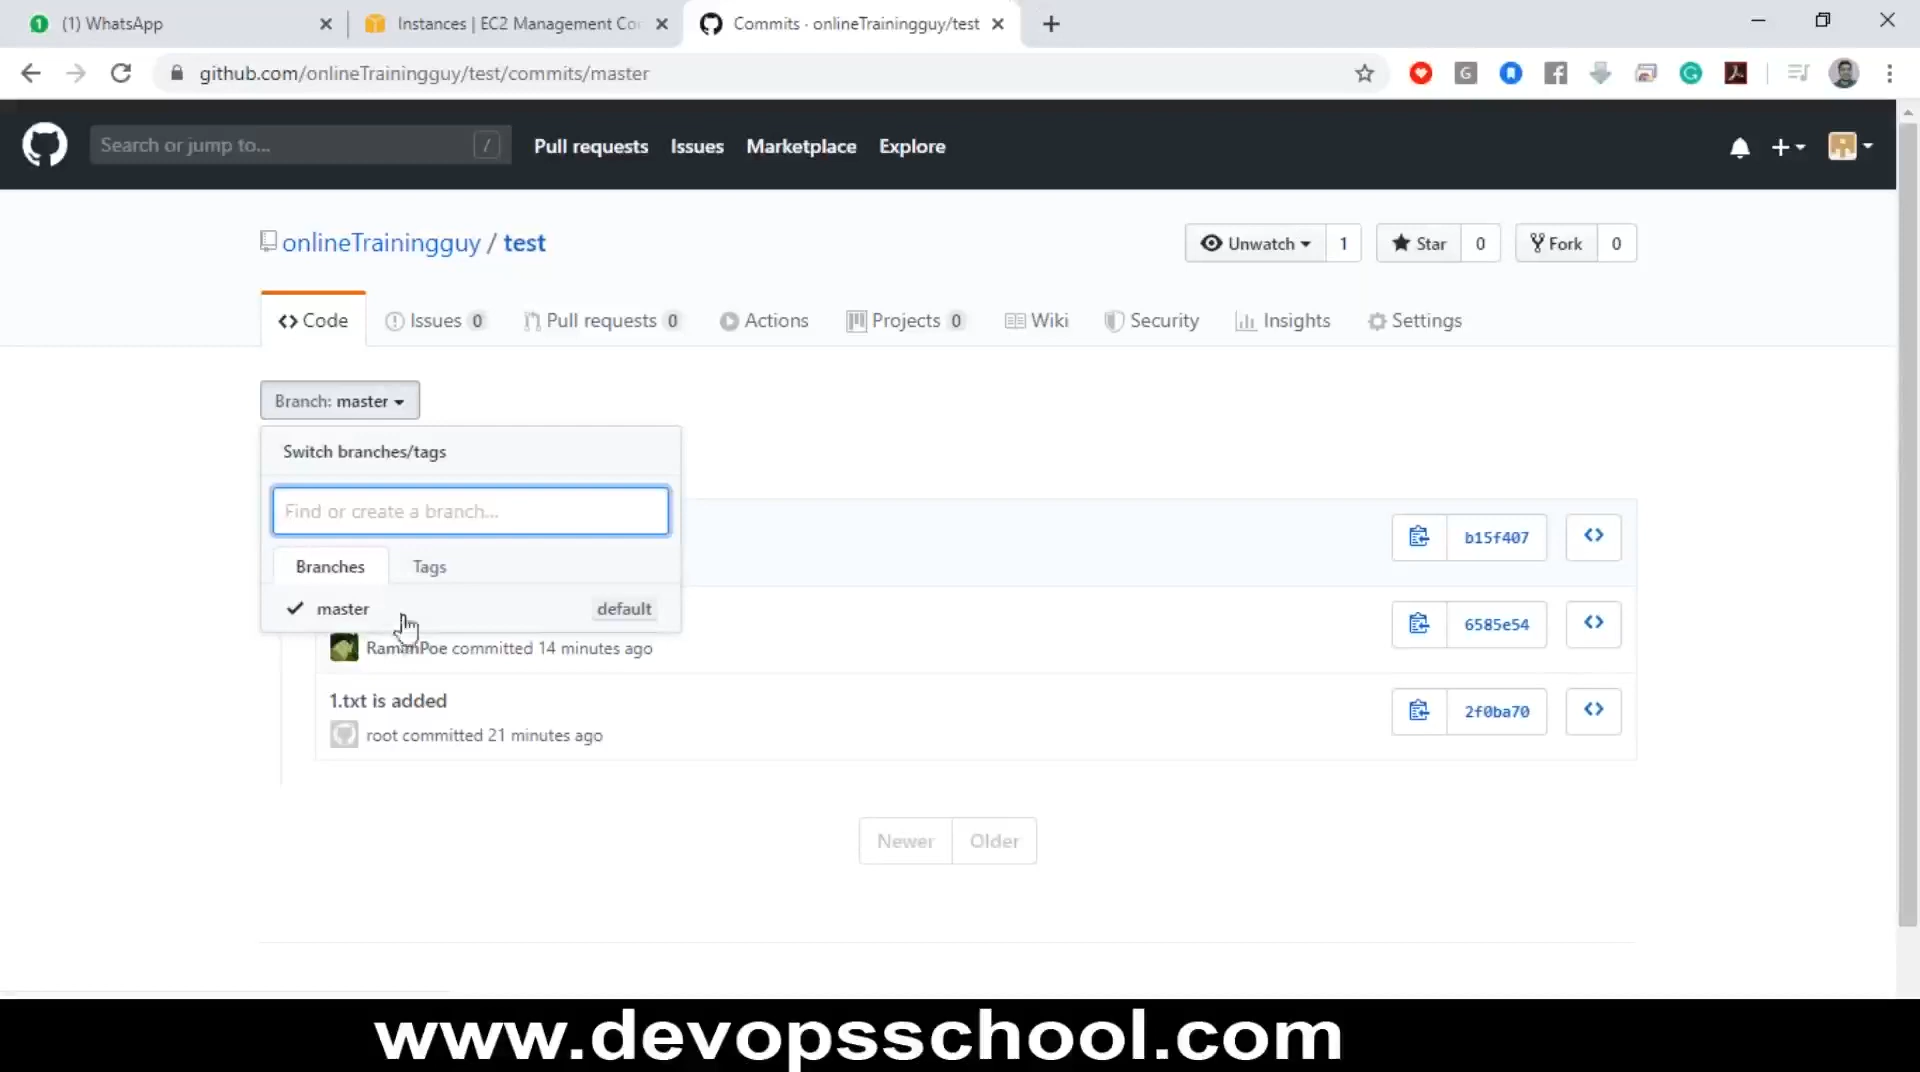 (1) WhatsApp
Instances | EC2 Management Co
Commits · onlineTrainingguy/test
github.com/onlineTrainingguy/test/commits/master
Search or jump to...
/
Pull requests
Issues
Marketplace
Explore
onlineTrainingguy / test
Unwatch 1
Star 0
Fork 0
Code
Issues 0
Pull requests 0
Actions
Projects 0
Wiki
Security
Insights
Settings
Branch: master
Switch branches/tags
Find or create a branch...
Branches
Tags
master
default
b15f407
RamanPoe committed 14 minutes ago
6585e54
1.txt is added
root committed 21 minutes ago
2f0ba70
Newer
Older
www.devopsschool.com